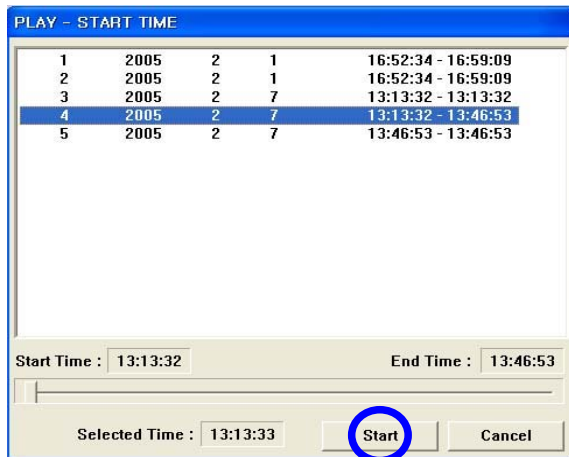 PLAY - START TIME
1 2005 2 1 16:52:34 - 16:59:09
2 2005 2 1 16:52:34 - 16:59:09
3 2005 2 7 13:13:32 - 13:13:32
4 2005 2 7 13:13:32 - 13:46:53
5 2005 2 7 13:46:53 - 13:46:53
Start Time : 13:13:32 End Time : 13:46:53
Selected Time : 13:13:33 Start Cancel